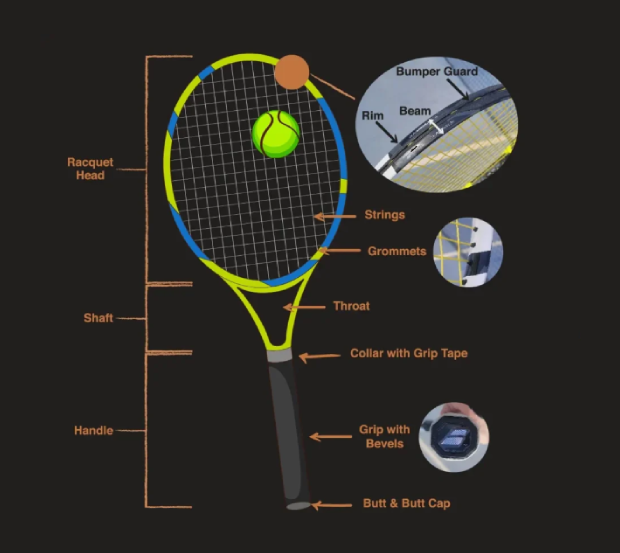 Bumper Guard
Rim
Beam
Racquet
Head
Strings
Grommets
Shaft
Throat
Collar with Grip Tape
Handle
Grip with
Bevels
Butt & Butt Cap